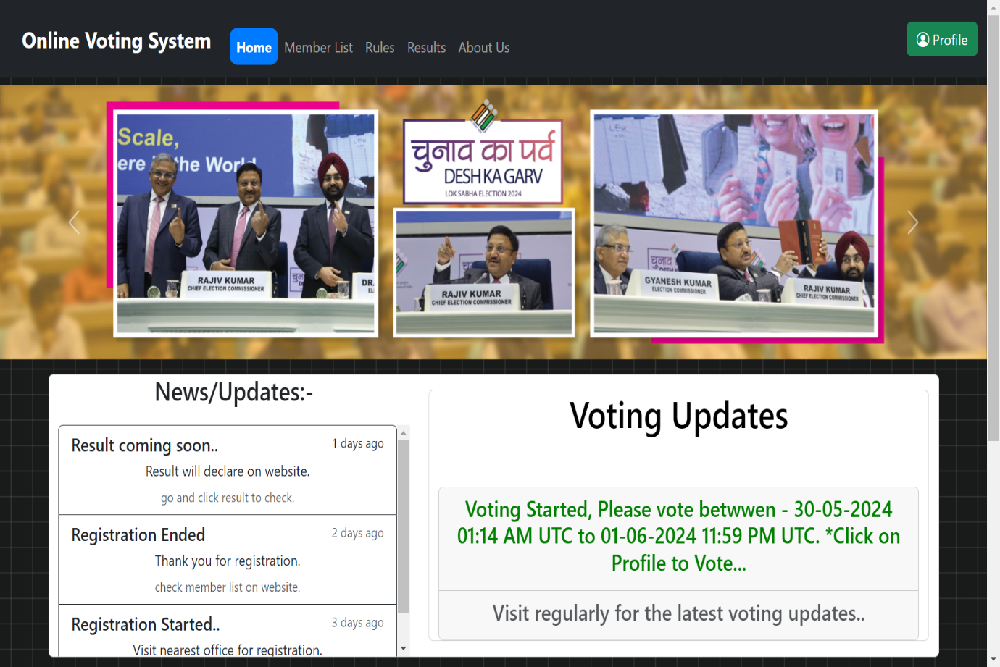 Online Voting System
Home
Member List
Rules
Results
About Us
Profile
Scale,
ere the World
RAJIV KUMAR
CHIEF ELECTION COMMISSIONER
DR.
चुनाव का पर्व
DESH KA GARV
LOK SABHA ELECTION 2024
RAJIV KUMAR
CHIEF ELECTION COMMISSIONER
चुनाव
DESH K
GYANESH KUMAR
ELECTION COMMISSIONER
RAJIV KUMAR
CHIEF ELECTION COMMISSIONER
News/Updates:-
Result coming soon..
1 days ago
Result will declare on website.
go and click result to check.
Registration Ended
2 days ago
Thank you for registration.
check member list on website.
Registration Started..
3 days ago
Visit nearest office for registration.
Voting Updates
Voting Started, Please vote betwwen - 30-05-2024
01:14 AM UTC to 01-06-2024 11:59 PM UTC. *Click on
Profile to Vote...
Visit regularly for the latest voting updates..